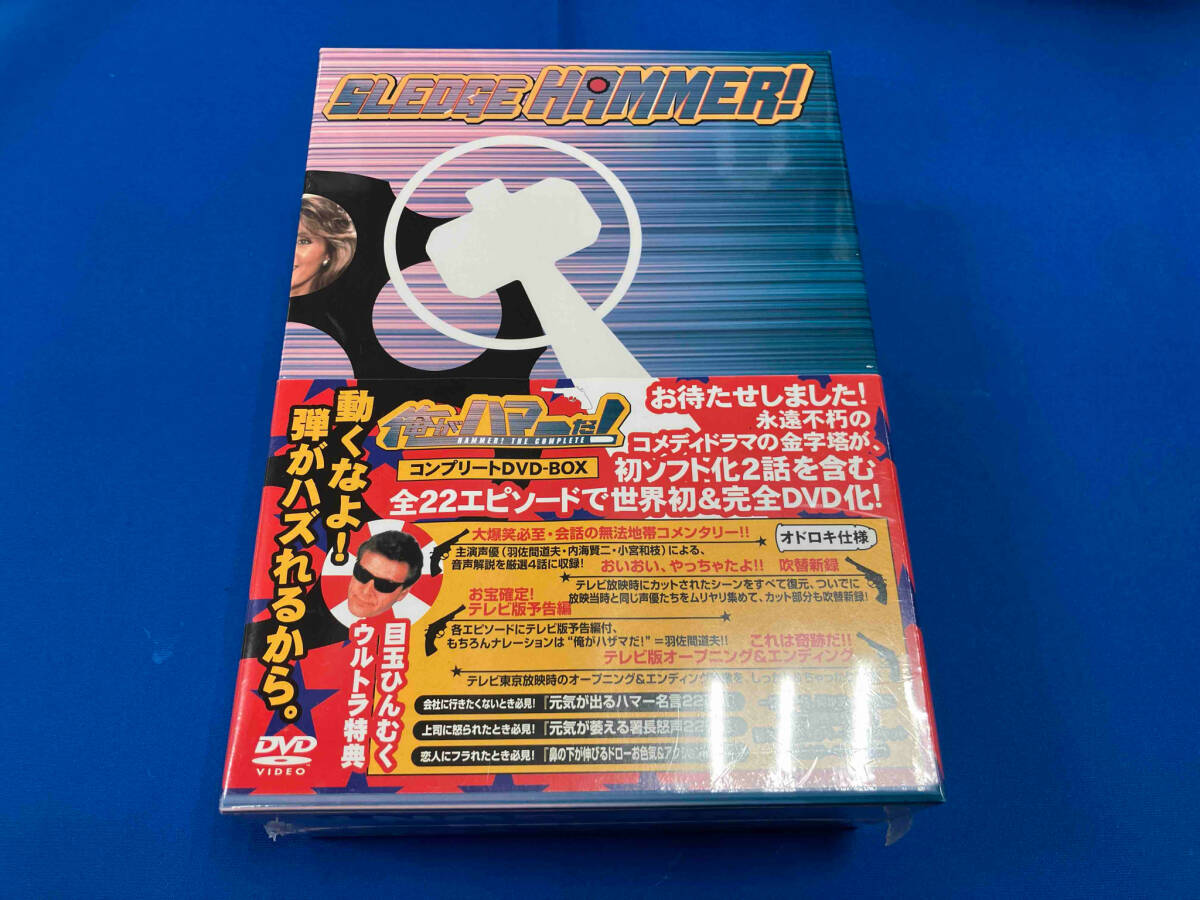 SLEDGE HAMMER!
動くなよ!
弾がハズれるから。
俺がハマーだ!
HAMMER! THE COMPLETE
コンプリートDVD-BOX
お待たせしました!
永遠不朽の
コメディドラマの金字塔が、
初ソフト化2話を含む
全22エピソードで世界初&完全DVD化!
目玉ひんむく
ウルトラ特典
大爆笑必至・会話の無法地帯コメンタリー!!
オドロキ仕様
主演声優(羽佐間道夫・内海賢二・小宮和枝)による、
音声解説を厳選4話に収録!
おいおい、やっちゃたよ!! 吹替新録
テレビ放映時にカットされたシーンをすべて復元、ついでに
放映当時と同じ声優たちをムリヤリ集めて、カット部分も吹替新録!
お宝確定!
テレビ版予告編
各エピソードにテレビ版予告編付、
もちろんナレーションは“俺がハザマだ!”=羽佐間道夫!!
これは奇跡だ!!
テレビ版オープニング&エンディング
テレビ東京放映時のオープニング&エンディング
会社に行きたくないとき必見!『元気が出るハマー名言22
上司に怒られたとき必見!『元気が萎える署長怒声22
恋人にフラれたとき必見!『鼻の下が伸びるドローお色気&アク
DVD
VIDEO